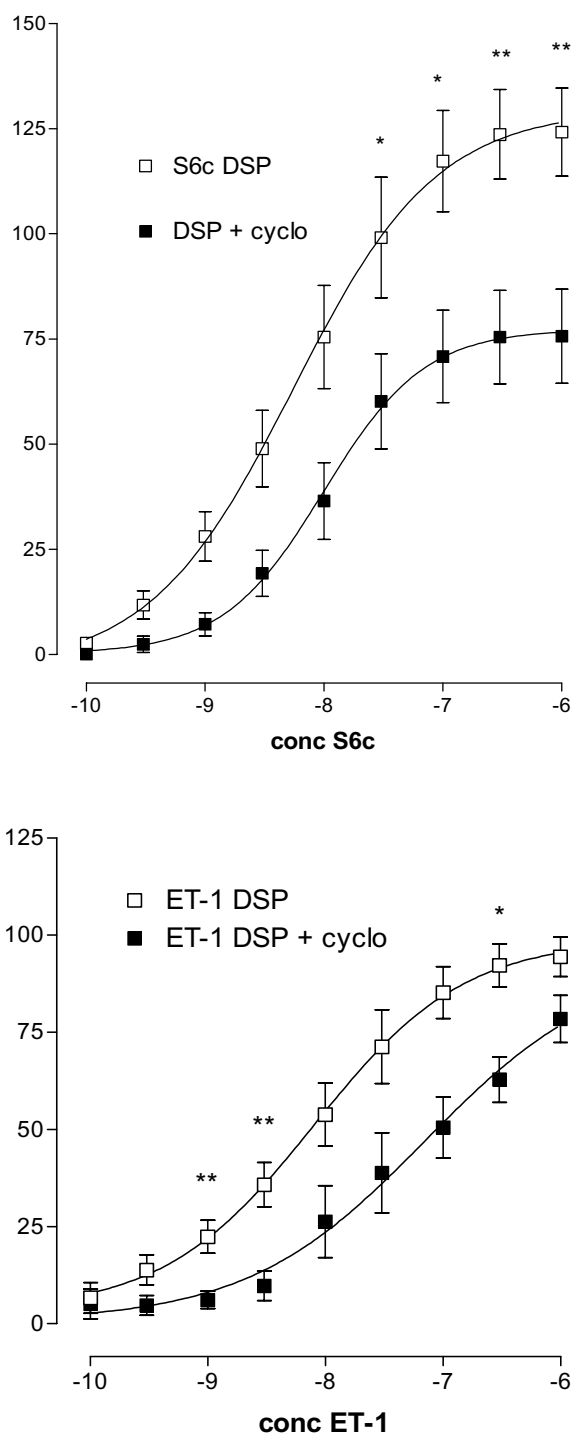 150
* ** **
125
*
S6c DSP
DSP + cyclo
100
75
50
25
0
-10 -9 -8 -7 -6
conc S6c
125
ET-1 DSP
*
ET-1 DSP + cyclo
100
75
**
**
50
25
0
-10 -9 -8 -7 -6
conc ET-1